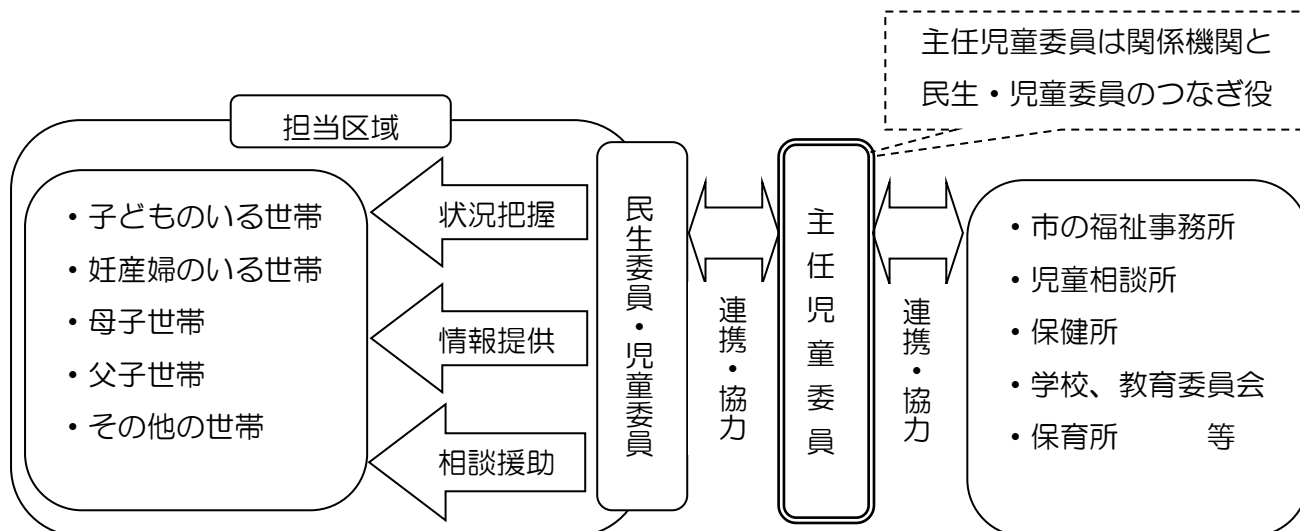 主任児童委員は関係機関と
民生・児童委員のつなぎ役
担当区域
・子どものいる世帯
・妊産婦のいる世帯
・母子世帯
・父子世帯
・その他の世帯
状況把握
情報提供
相談援助
民生委員・児童委員
連携・協力
主任児童委員
連携・協力
・市の福祉事務所
・児童相談所
・保健所
・学校、教育委員会
・保育所　　　等